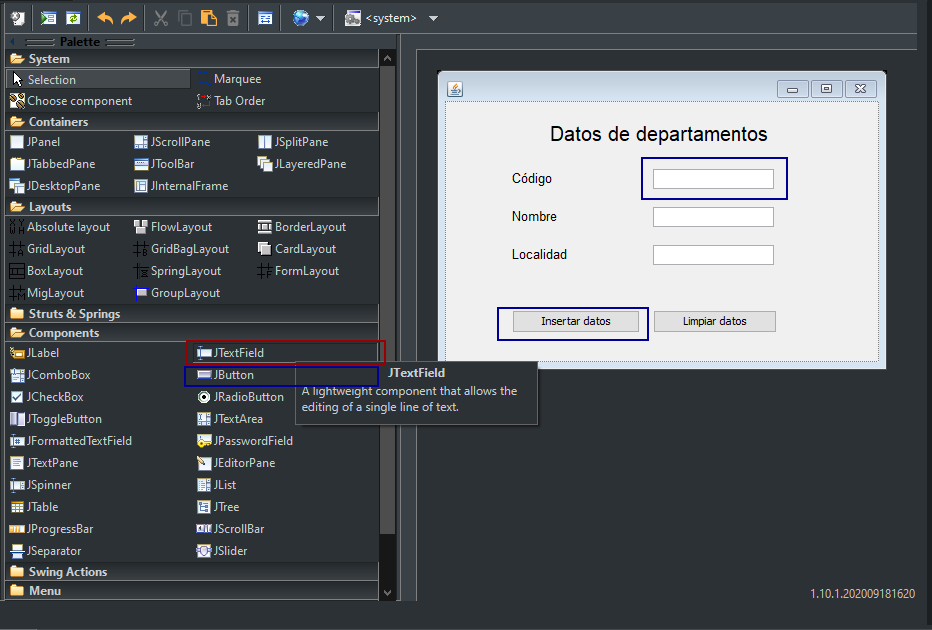 <system>
Palette
System
Selection
Marquee
Choose component
Tab Order
Containers
JPanel
JScrollPane
JSplitPane
JTabbedPane
JToolBar
JLayeredPane
JDesktopPane
JInternalFrame
Layouts
Absolute layout
FlowLayout
BorderLayout
GridLayout
GridBagLayout
CardLayout
BoxLayout
SpringLayout
FormLayout
MigLayout
GroupLayout
Struts & Springs
Components
JLabel
JTextField
JComboBox
JButton
JCheckBox
JRadioButton
JToggleButton
JTextArea
JFormattedTextField
JPasswordField
JTextPane
JEditorPane
JSpinner
JList
JTable
JTree
JProgressBar
JScrollBar
JSeparator
JSlider
Swing Actions
Menu
JTextField
A lightweight component that allows the
editing of a single line of text.
Datos de departamentos
Código
Nombre
Localidad
Insertar datos
Limpiar datos
1.10.1.202009181620